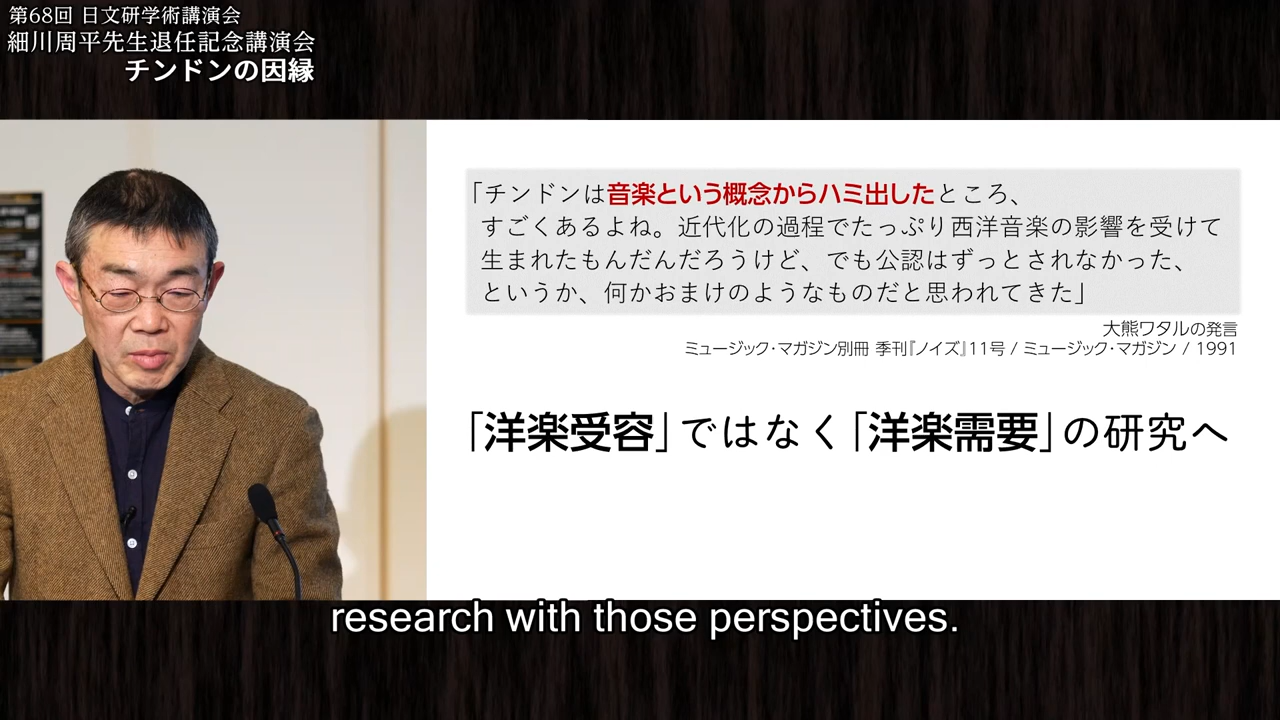 第68回 日文研学術講演会
細川周平先生退任記念講演会
チンドンの因縁
「チンドンは音楽という概念からハミ出したところ、
すごくあるよね。近代化の過程でたっぷり西洋音楽の影響を受けて
生まれたもんだんだろうけど、でも公認はずっとされなかった、
というか、何かおまけのようなものだと思われてきた」
大熊ワタルの発言
ミュージック・マガジン別冊 季刊『ノイズ』11号 / ミュージック・マガジン / 1991
「洋楽受容」ではなく「洋楽需要」の研究へ
research with those perspectives.